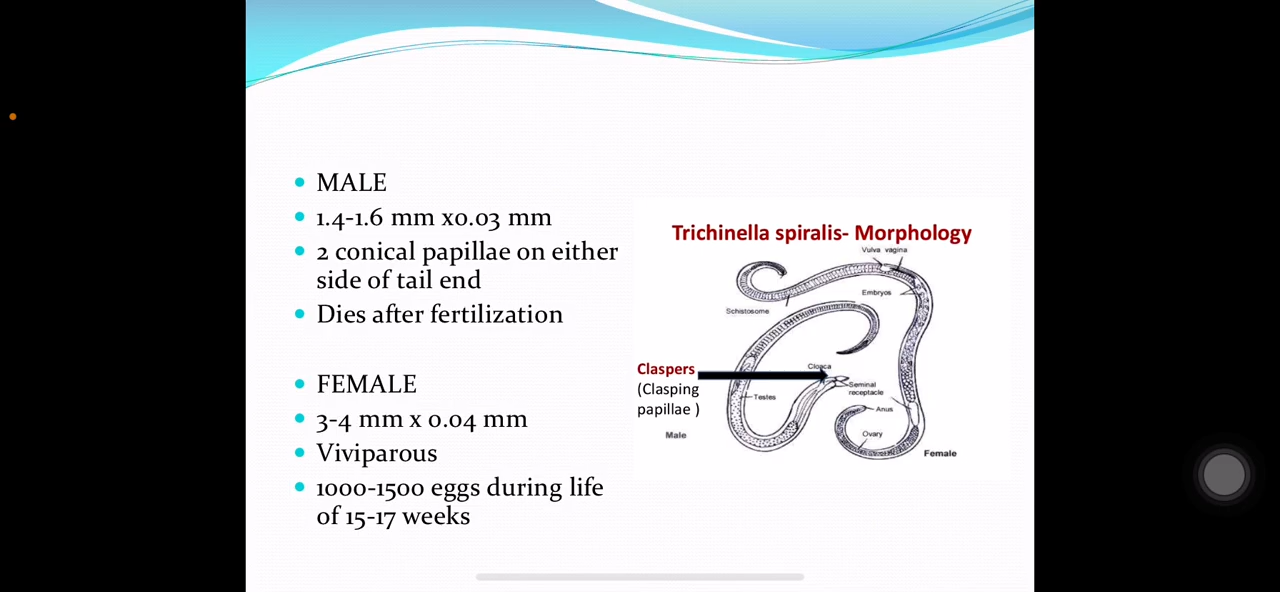 MALE
1.4-1.6 mm x0.03 mm
2 conical papillae on either
side of tail end
Dies after fertilization
FEMALE
3-4 mm x 0.04 mm
Viviparous
1000-1500 eggs during life
of 15-17 weeks
Trichinella spiralis- Morphology
Vulva vagina
Embryos
Schistosome
Cloaca
Claspers
(Clasping
papillae )
Seminal
receptacle
Testes
Anus
Ovary
Male
Female